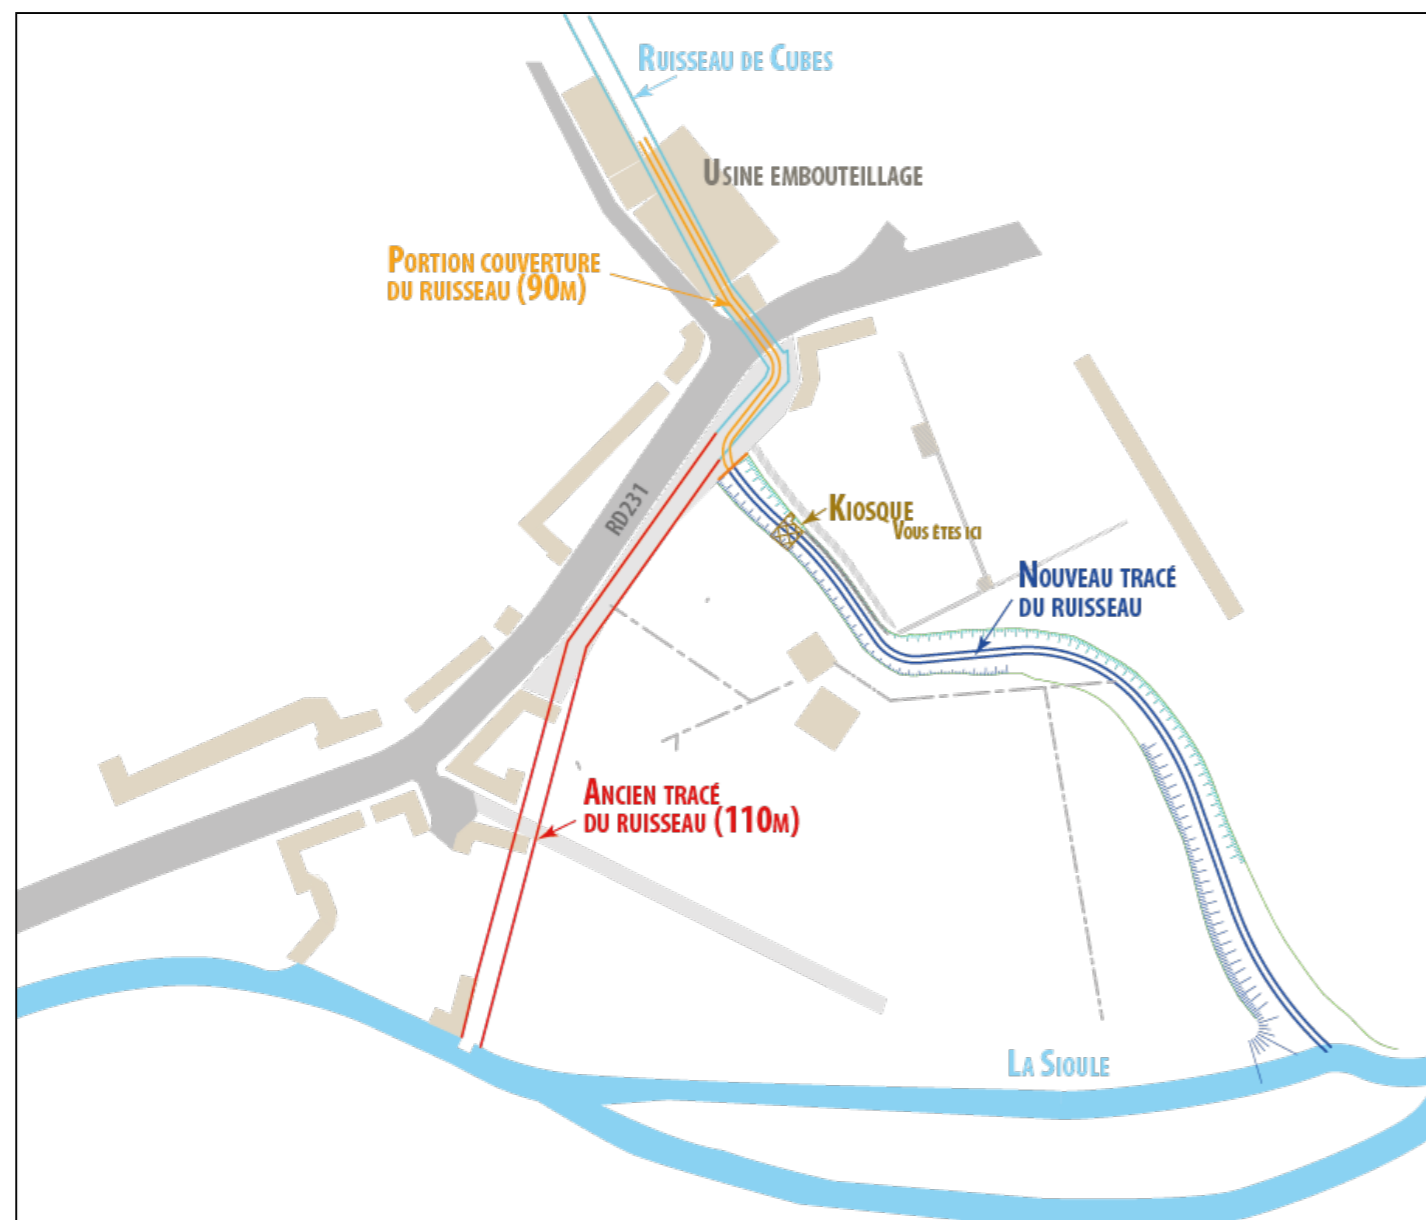 Ruisseau de Cubes
Usine embouteillage
Portion couverture
du ruisseau (90m)
RD231
Kiosque
Vous êtes ici
Nouveau tracé
du ruisseau
Ancien tracé
du ruisseau (110m)
La Sioule